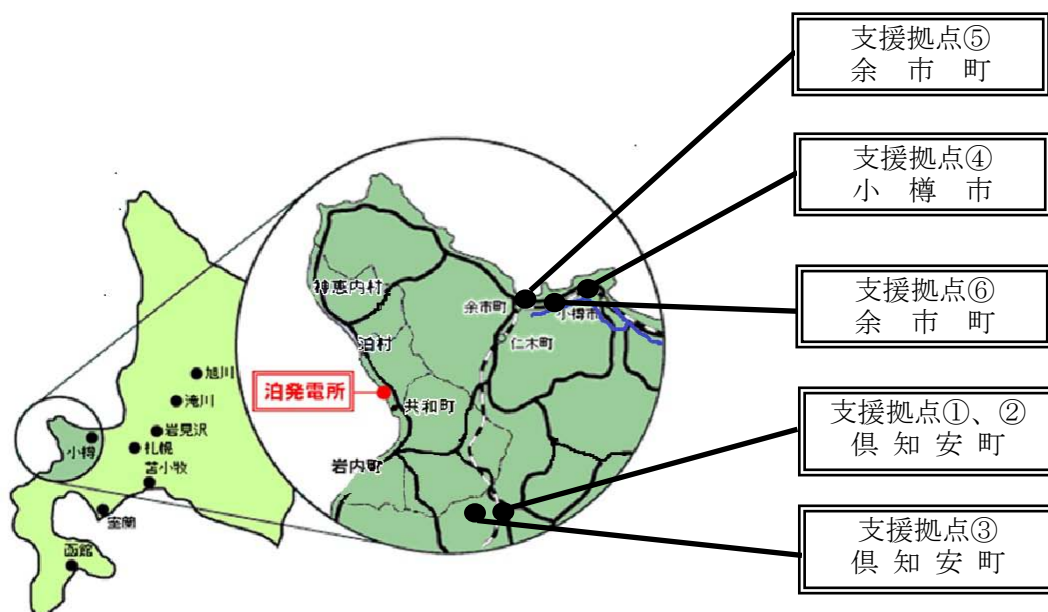 支援拠点⑤
余 市 町
支援拠点④
小 樽 市
支援拠点⑥
余 市 町
支援拠点①、②
倶 知 安 町
支援拠点③
倶 知 安 町
神恵内村
泊村
泊発電所
共和町
岩内町
余市町
小樽市
仁木町
旭川
滝川
岩見沢
小樽
札幌
苫小牧
室蘭
函館